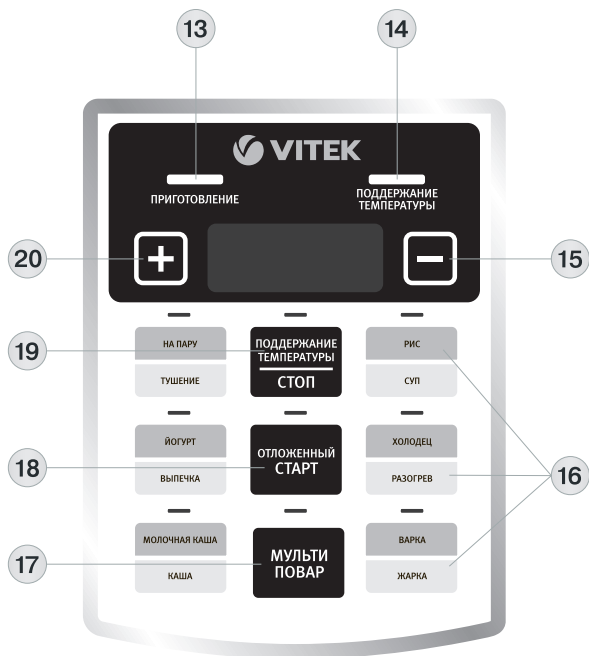 13
14
VITEK
ПРИГОТОВЛЕНИЕ
ПОДДЕРЖАНИЕ
ТЕМПЕРАТУРЫ
20
+
−
15
19
НА ПАРУ
ТУШЕНИЕ
ПОДДЕРЖАНИЕ
ТЕМПЕРАТУРЫ
СТОП
РИС
СУП
18
ЙОГУРТ
ВЫПЕЧКА
ОТЛОЖЕННЫЙ
СТАРТ
ХОЛОДЕЦ
РАЗОГРЕВ
16
17
МОЛОЧНАЯ КАША
КАША
МУЛЬТИ
ПОВАР
ВАРКА
ЖАРКА